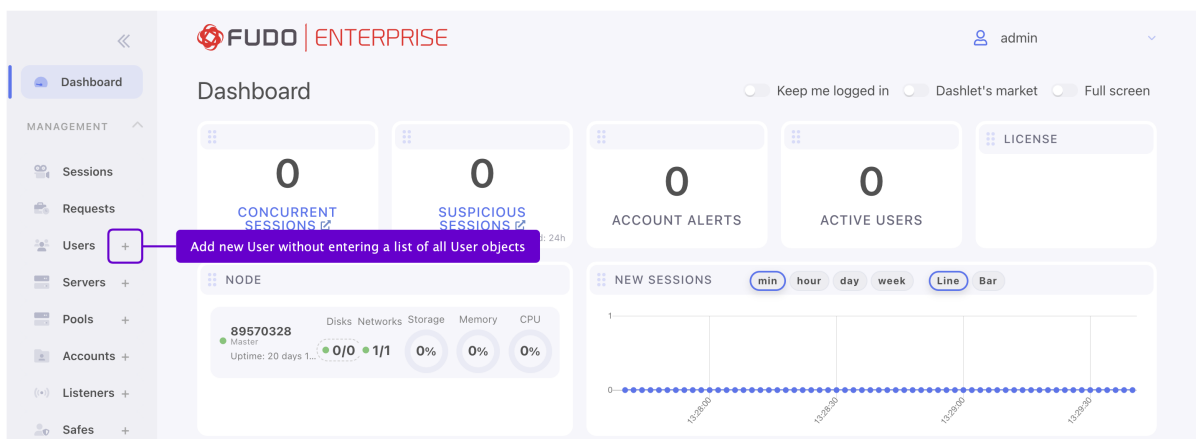 FUDO ENTERPRISE
admin
Dashboard
Dashboard
Keep me logged in
Dashlet's market
Full screen
MANAGEMENT
Sessions
Requests
Users +
Servers +
Pools +
Accounts +
Listeners +
Safes +
Add new User without entering a list of all User objects
0
CONCURRENT
SESSIONS
0
SUSPICIOUS
SESSIONS
: 24h
0
ACCOUNT ALERTS
0
ACTIVE USERS
LICENSE
NODE
89570328
Master
Uptime: 20 days 1...
Disks Networks Storage Memory CPU
0/0 1/1 0% 0% 0%
NEW SESSIONS
min hour day week Line Bar
1
0
13:28:00
13:28:30
13:29:00
13:29:30